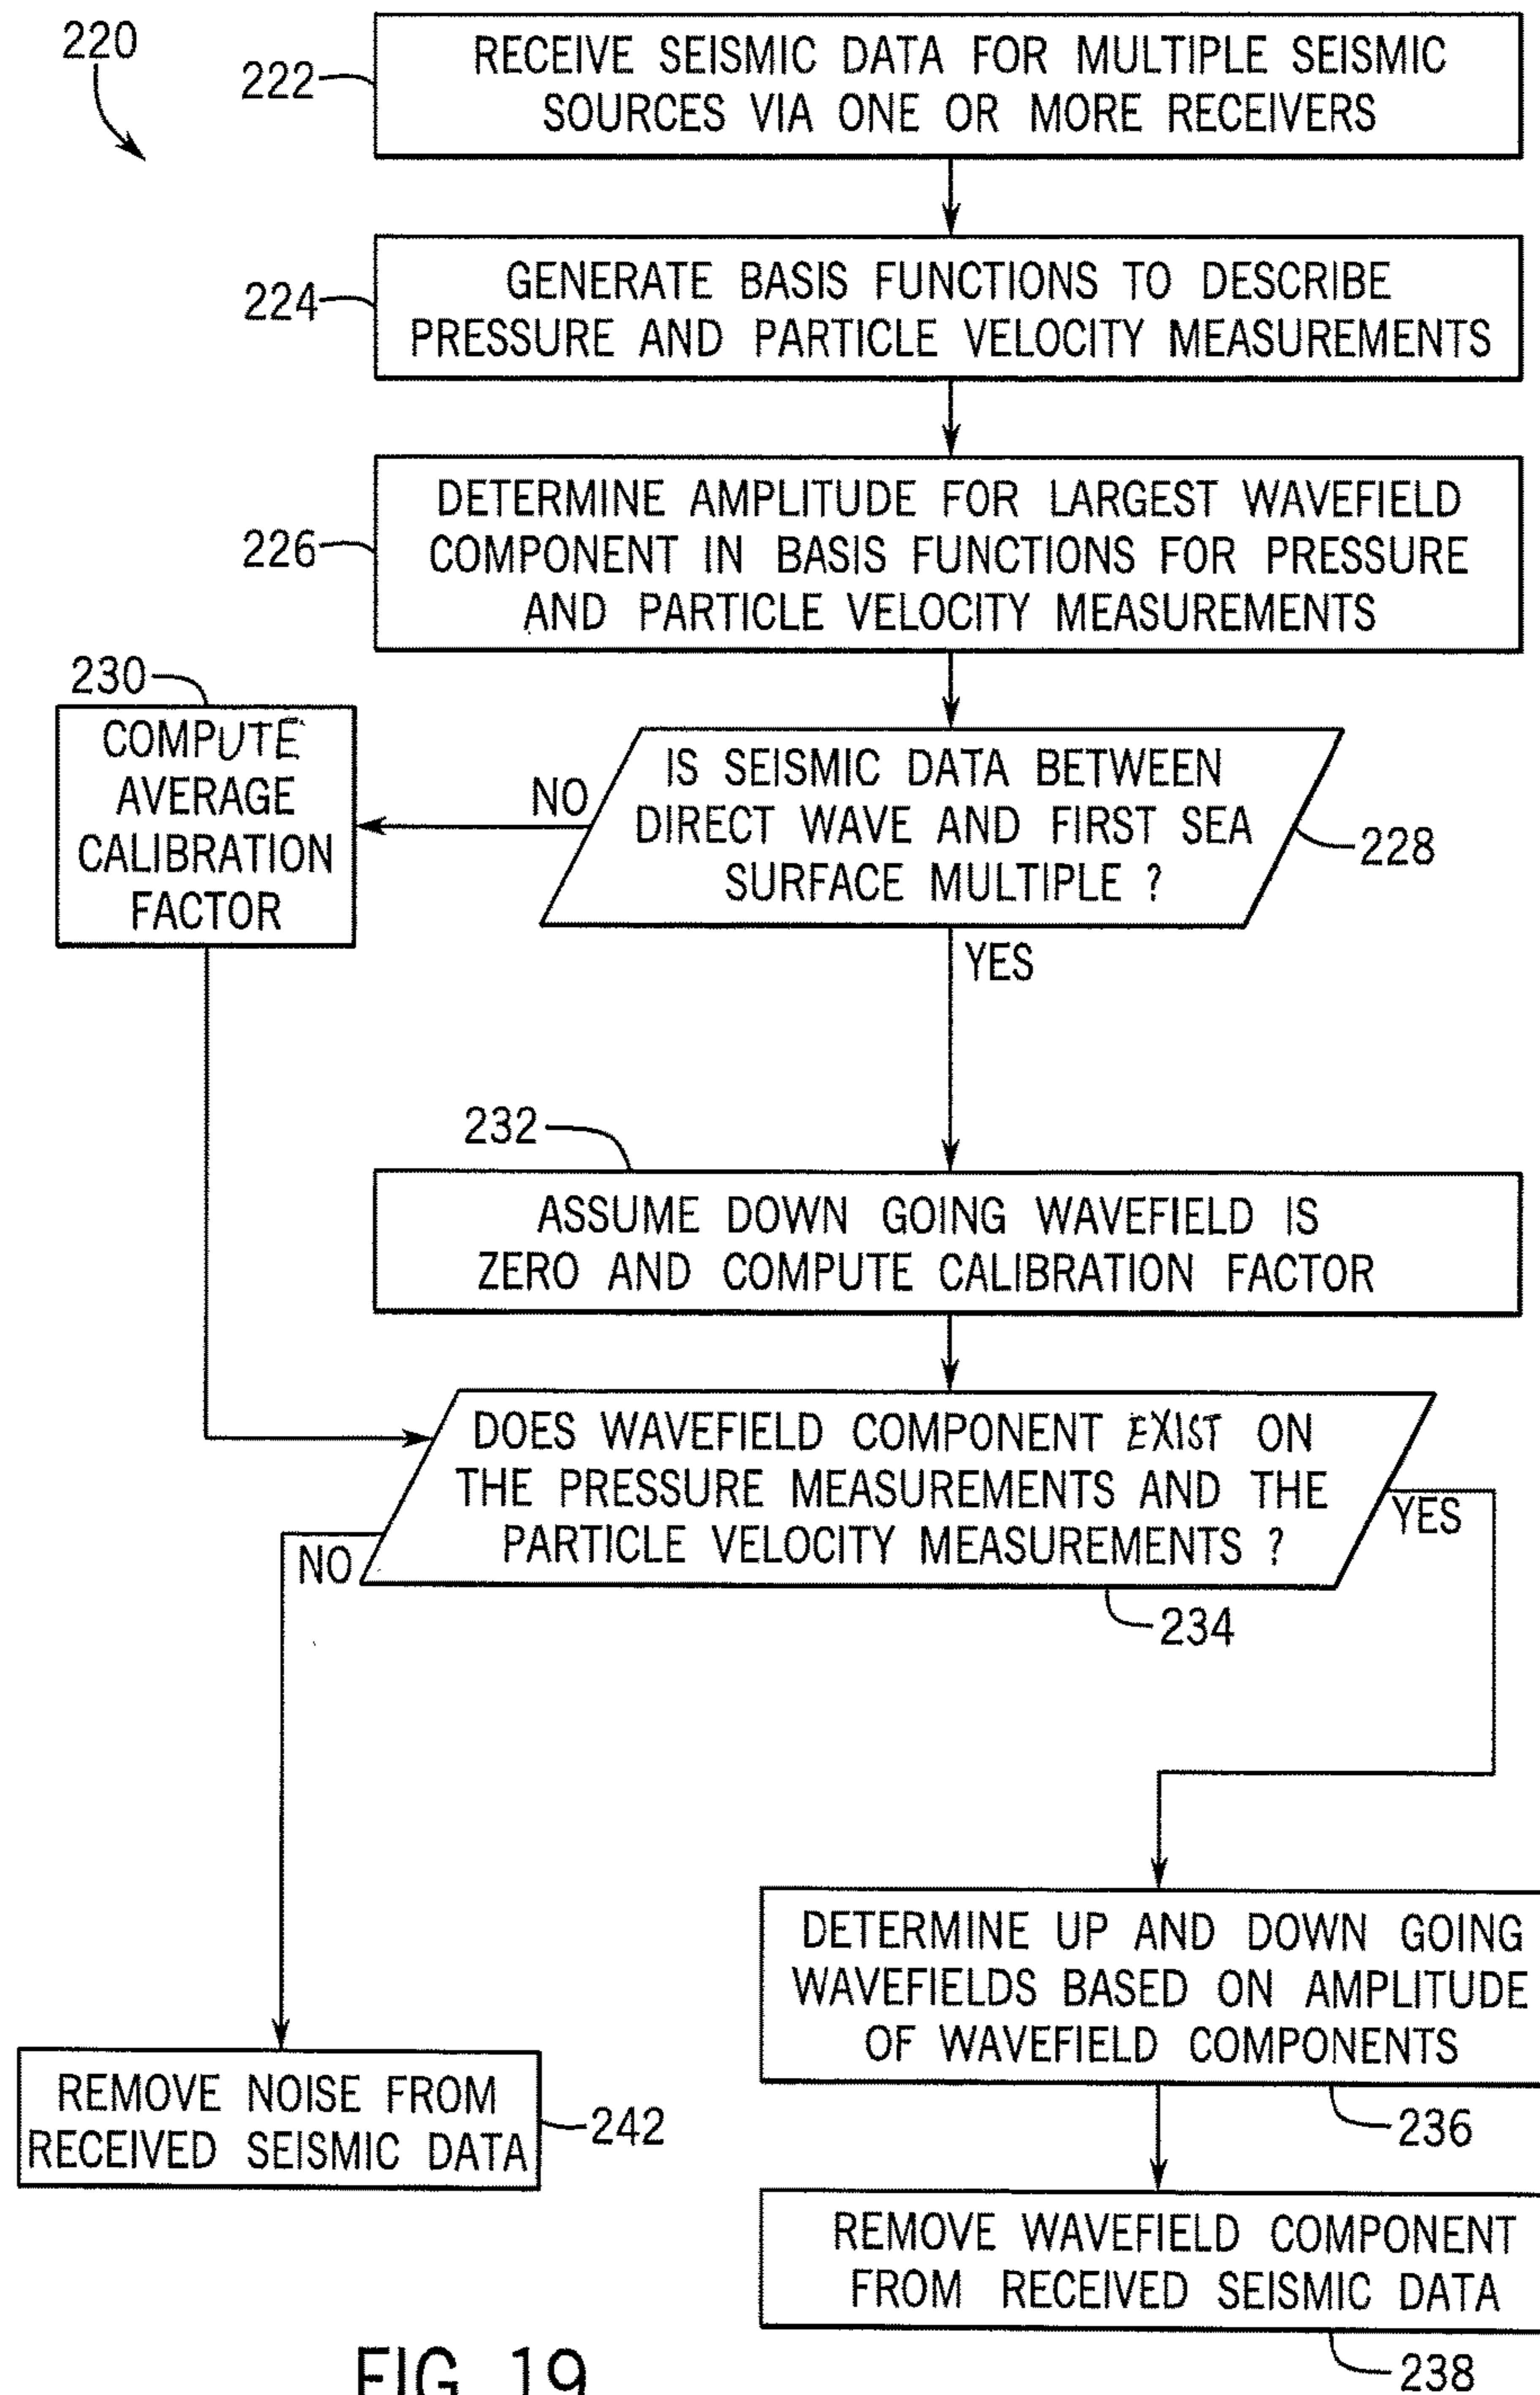 220
222
RECEIVE SEISMIC DATA FOR MULTIPLE SEISMIC
SOURCES VIA ONE OR MORE RECEIVERS
224
GENERATE BASIS FUNCTIONS TO DESCRIBE
PRESSURE AND PARTICLE VELOCITY MEASUREMENTS
226
DETERMINE AMPLITUDE FOR LARGEST WAVEFIELD
COMPONENT IN BASIS FUNCTIONS FOR PRESSURE
AND PARTICLE VELOCITY MEASUREMENTS
230
COMPUTE
AVERAGE
CALIBRATION
FACTOR
NO
IS SEISMIC DATA BETWEEN
DIRECT WAVE AND FIRST SEA
SURFACE MULTIPLE ?
228
YES
232
ASSUME DOWN GOING WAVEFIELD IS
ZERO AND COMPUTE CALIBRATION FACTOR
DOES WAVEFIELD COMPONENT EXIST ON
THE PRESSURE MEASUREMENTS AND THE
PARTICLE VELOCITY MEASUREMENTS ?
YES
NO
234
DETERMINE UP AND DOWN GOING
WAVEFIELDS BASED ON AMPLITUDE
OF WAVEFIELD COMPONENTS
236
REMOVE NOISE FROM
RECEIVED SEISMIC DATA
242
REMOVE WAVEFIELD COMPONENT
FROM RECEIVED SEISMIC DATA
238
FIG. 19